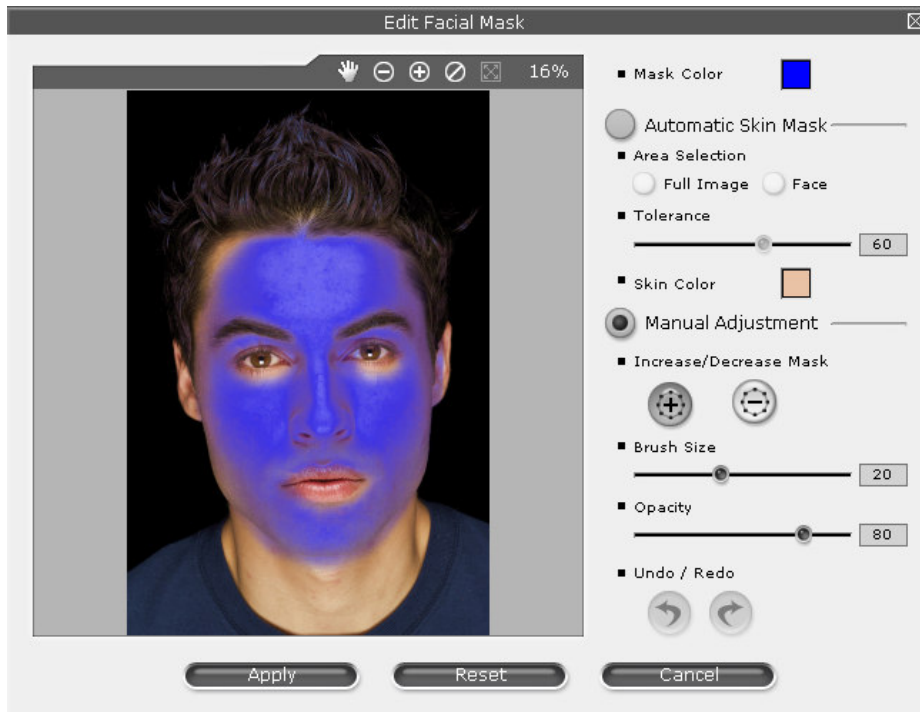 Edit Facial Mask
16%
Mask Color
Automatic Skin Mask
Area Selection
Full Image Face
Tolerance
60
Skin Color
Manual Adjustment
Increase/Decrease Mask
Brush Size
20
Opacity
80
Undo / Redo
Apply Reset Cancel